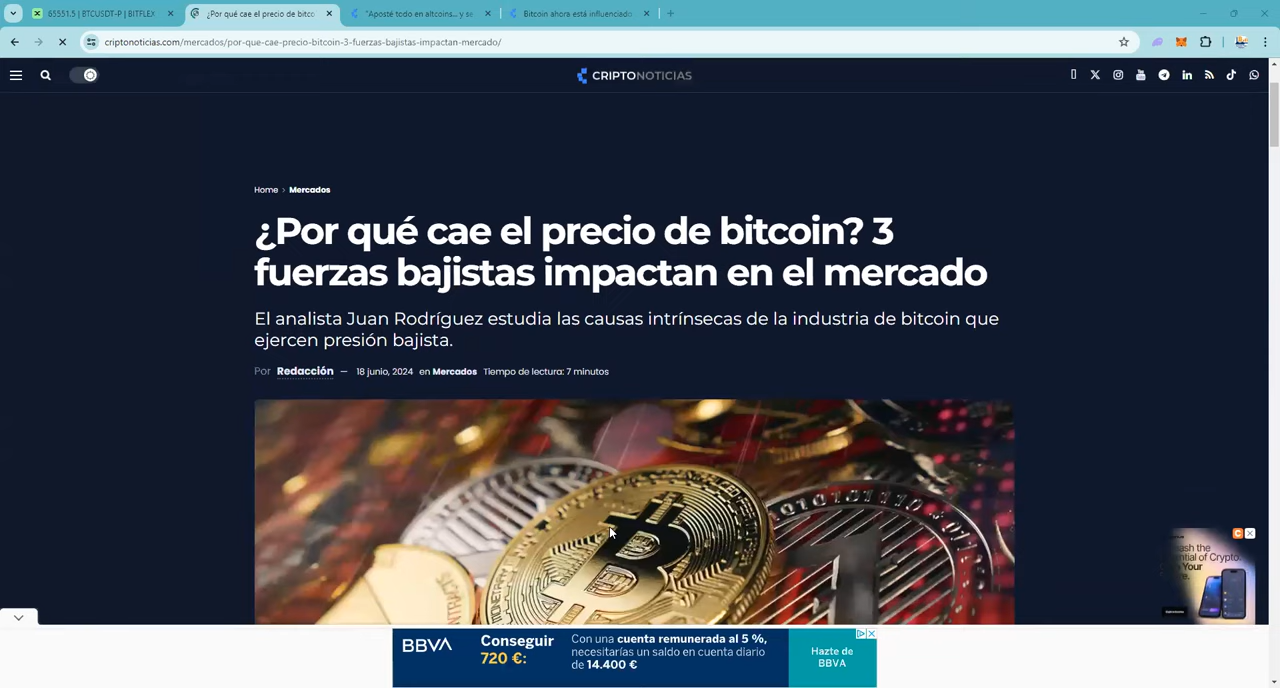 65551.5 | BTCUSDT-P | BITFLEX
¿Por qué cae el precio de bitco
"Aposté todo en altcoins... y se
Bitcoin ahora está influenciado
criptonoticias.com/mercados/por-que-cae-precio-bitcoin-3-fuerzas-bajistas-impactan-mercado/
CRIPTONOTICIAS
Home > Mercados
¿Por qué cae el precio de bitcoin? 3
fuerzas bajistas impactan en el mercado
El analista Juan Rodríguez estudia las causas intrínsecas de la industria de bitcoin que
ejercen presión bajista.
Por Redacción — 18 junio, 2024 en Mercados Tiempo de lectura: 7 minutos
BBVA
Conseguir
720 €:
Con una cuenta remunerada al 5 %,
necesitarías un saldo en cuenta diario
de 14.400 €
Hazte de
BBVA